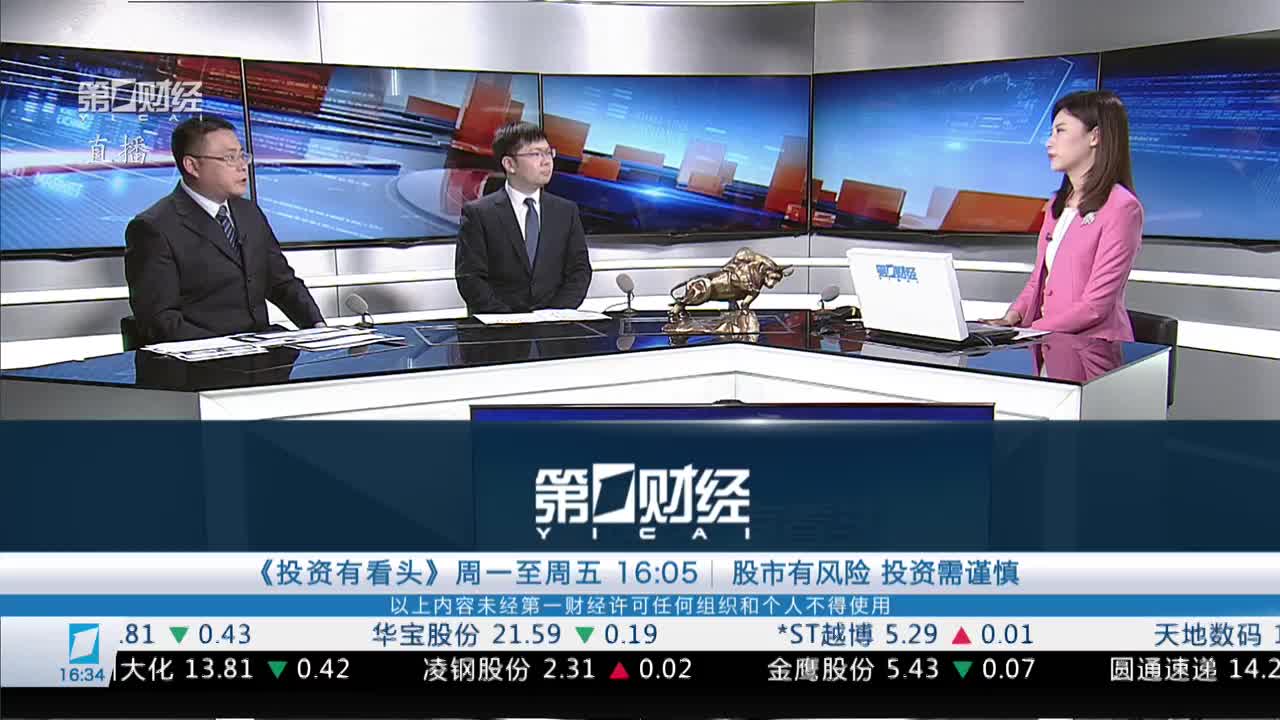 第一财经
YICAI
直播
第一财经
第一财经
YICAI
《投资有看头》周一至周五 16:05 | 股市有风险 投资需谨慎
以上内容未经第一财经许可任何组织和个人不得使用
.81 ▼ 0.43 华宝股份 21.59 ▼ 0.19 *ST越博 5.29 ▲ 0.01 天地数码
16:34
大化 13.81 ▼ 0.42 凌钢股份 2.31 ▲ 0.02 金鹰股份 5.43 ▼ 0.07 圆通速递 14.2